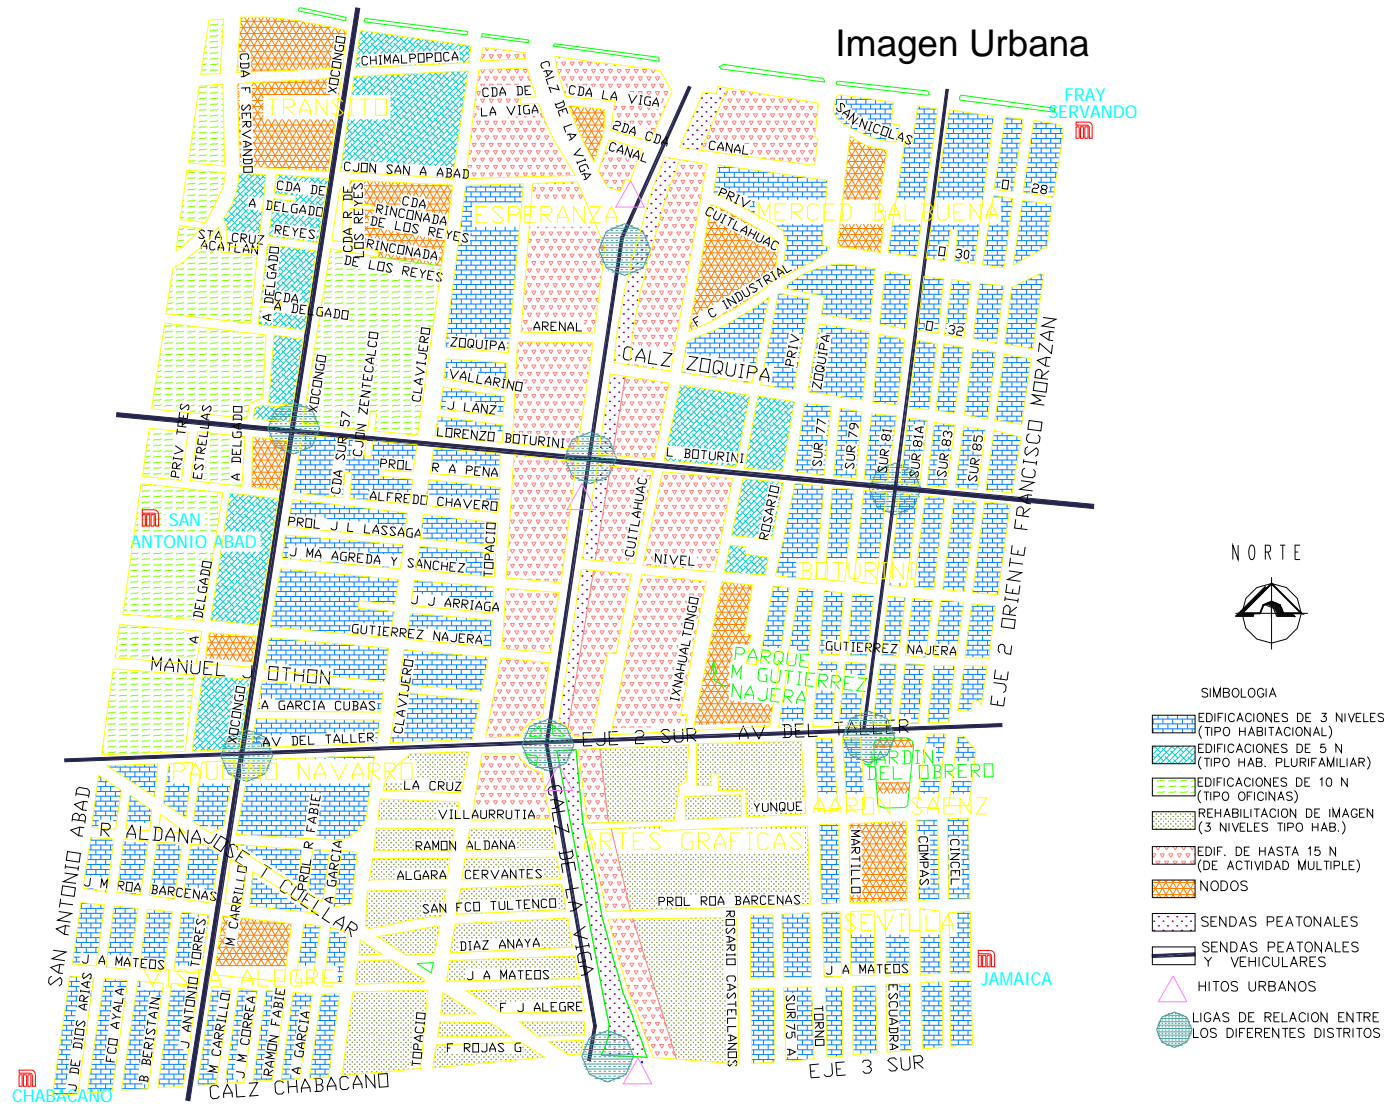 Imagen Urbana
FRAY
SERVANDO
CHIMALPOPOCA
XOCONGO
CDA F SERVANDO
TRANSITO
CDA DE
LA VIGA
CALZ DE LA VIGA
CDA LA VIGA
2DA CDA
CANAL
CANAL
SAN NICOLAS
CJON SAN A ABAD
CDA DE
A DELGADO
REYES
STA CRUZ
ACATLAN
CDA R DE
LOS REYES
CDA
RINCONADA
DE LOS REYES
RINCONADA
DE LOS REYES
ESPERANZA
MERCED BALBUENA
PRIV.
CUITLAHUAC
28
30
32
F C INDUSTRIAL
A DELGADO
CDA
A DELGADO
ARENAL
ZOQUIPA
CALZ ZOQUIPA
PRIV.
ZOQUIPA
VALLARINO
J LANZ
LORENZO BOTURINI
L BOTURINI
XOCONGO
CJON ZENTECALCO
CLAVIJERO
PRIV TRES
ESTRELLAS
A DELGADO
CDA SUR 57
PROL R A PENA
ALFREDO CHAVERO
PROL J L LASSAGA
J MA AGREDA Y SANCHEZ
TOPACIO
CUITLAHUAC
NIVEL
ROSARIO
SUR 77
SUR 79
SUR 81
SUR 81A
SUR 83
SUR 85
EJE 2 ORIENTE FRANCISCO MORAZAN
SAN
ANTONIO ABAD
BOTURINI
J J ARRIAGA
GUTIERREZ NAJERA
GUTIERREZ NAJERA
A DELGADO
MANUEL J OTHON
A GARCIA CUBAS
CLAVIJERO
XOCONGO
AV DEL TALLER
IXNAHUALTONGO
PARQUE
M. GUTIERREZ
NAJERA
EJE 2 SUR AV DEL TALLER
JARDIN
DEL OBRERO
PAULINO NAVARRO
LA CRUZ
VILLAURRUTIA
YUNQUE
AARON SAENZ
RAMON ALDANA
ARTES GRAFICAS
ALGARA CERVANTES
SAN FCO TULTENCO
PROL ROA BARCENAS
MARTILLO
COMPAS
CINCEL
SEVILLA
SAN ANTONIO ABAD
R ALDANA
JOSE T CUELLAR
PROL R FABIE
A GARCIA
J M ROA BARCENAS
M CARRILLO
J A MATEOS
VISTA ALEGRE
J ANTONIO TORRES
DIAZ ANAYA
J A MATEOS
F J ALEGRE
F ROJAS G
CALZ DE LA VIGA
J A MATEOS
ROSARIO CASTELLANOS
SUR 75 A
TORNO
ESCUADRA
JAMAICA
J DE DIOS ARIAS
FCO AYALA
B BERISTAIN
M CARRILLO
J M CORREA
RAMON FABIE
A GARCIA
TOPACIO
CHABACANO
CALZ CHABACANO
EJE 3 SUR
NORTE
SIMBOLOGIA
EDIFICACIONES DE 3 NIVELES
(TIPO HABITACIONAL)
EDIFICACIONES DE 5 N
(TIPO HAB. PLURIFAMILIAR)
EDIFICACIONES DE 10 N
(TIPO OFICINAS)
REHABILITACION DE IMAGEN
(3 NIVELES TIPO HAB.)
EDIF. DE HASTA 15 N
(DE ACTIVIDAD MULTIPLE)
NODOS
SENDAS PEATONALES
SENDAS PEATONALES
Y VEHICULARES
HITOS URBANOS
LIGAS DE RELACION ENTRE
LOS DIFERENTES DISTRITOS